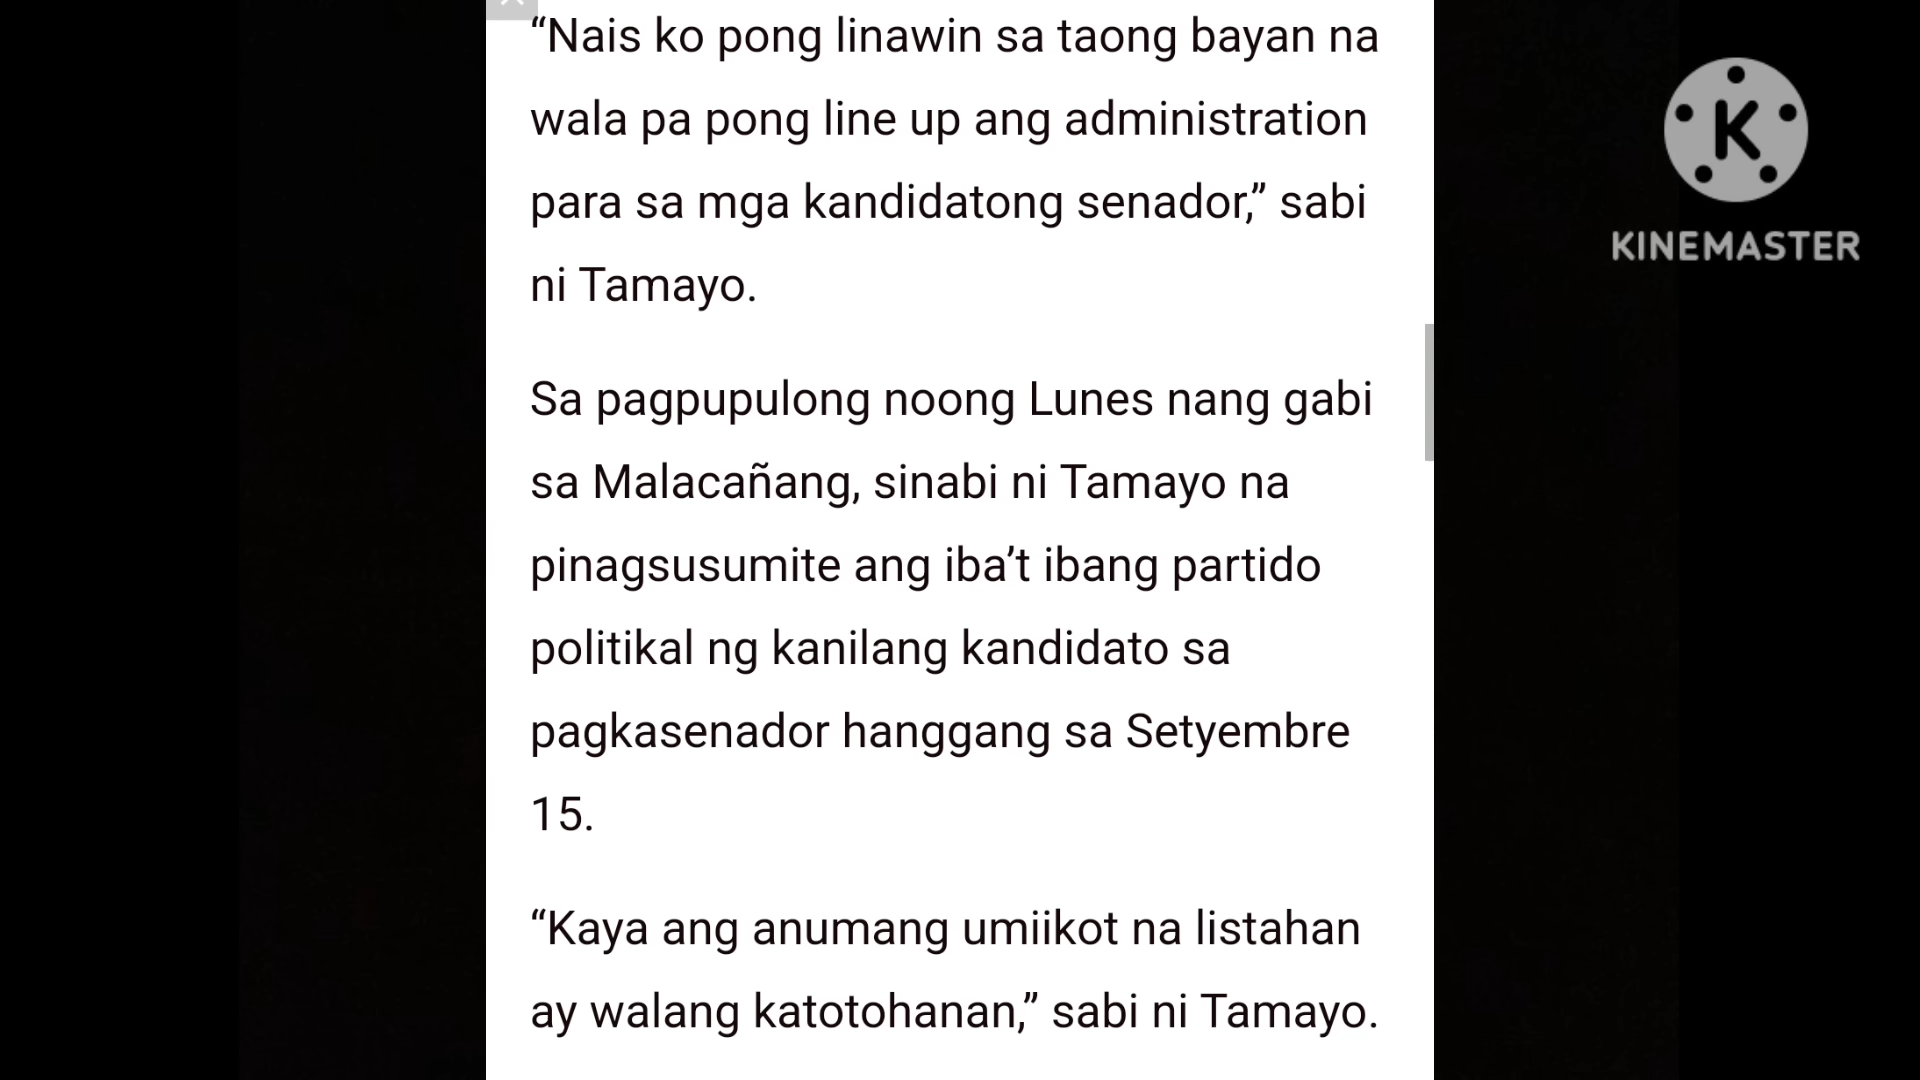 “Nais ko pong linawin sa taong bayan na
wala pa pong line up ang administration
para sa mga kandidatong senador,” sabi
ni Tamayo.
Sa pagpupulong noong Lunes nang gabi
sa Malacañang, sinabi ni Tamayo na
pinagsusumite ang iba’t ibang partido
politikal ng kanilang kandidato sa
pagkasenador hanggang sa Setyembre
15.
“Kaya ang anumang umiikot na listahan
ay walang katotohanan,” sabi ni Tamayo.
K
KINEMASTER